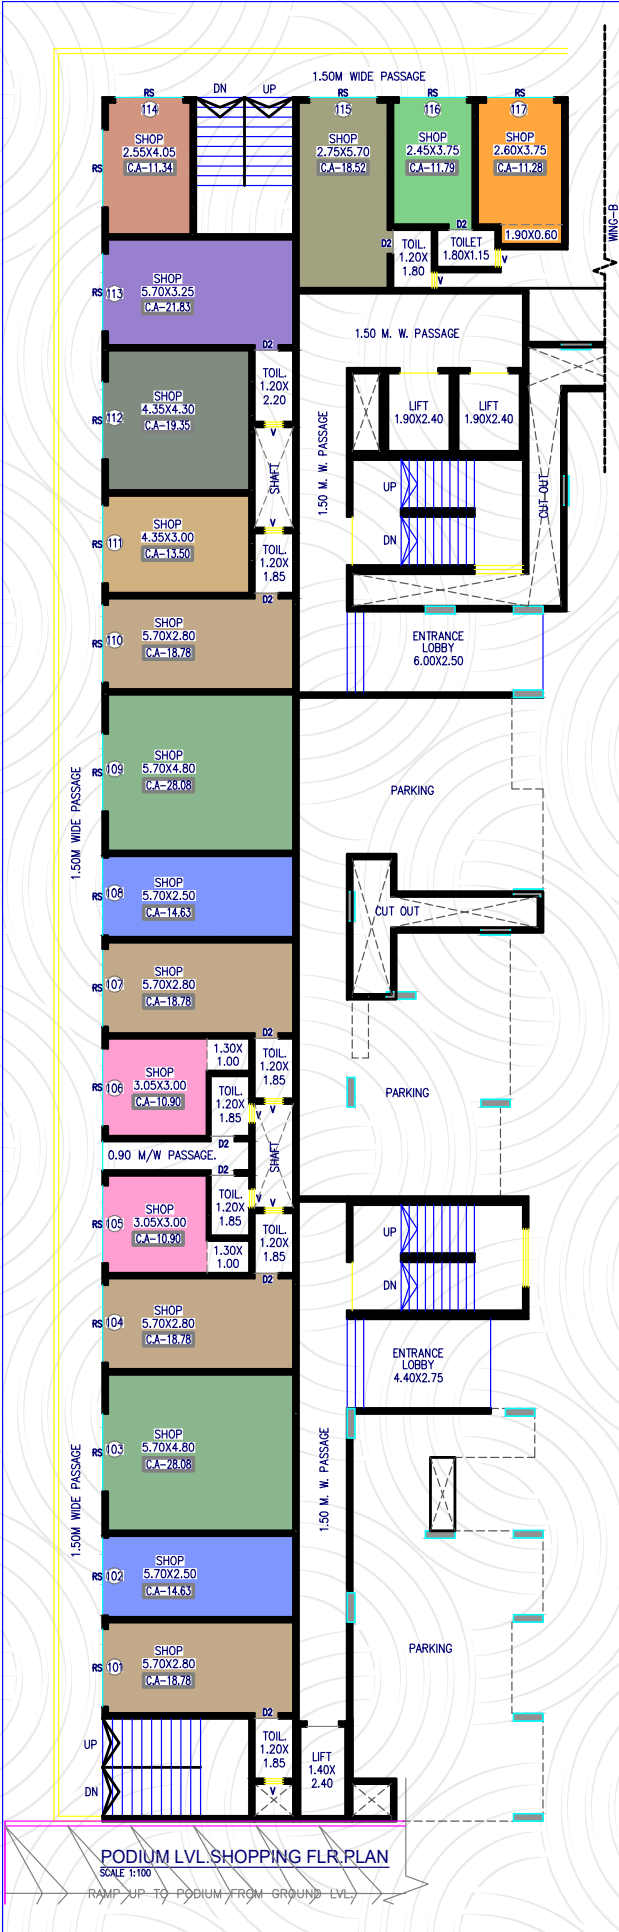 1.50M WIDE PASSAGE
RS
DN
UP
RS
RS
RS
114
115
116
117
SHOP
2.55X4.05
C.A-11.34
RS
SHOP
2.75X5.70
C.A-18.52
SHOP
2.45X3.75
C.A-11.79
SHOP
2.60X3.75
C.A-11.28
WING-B
D2
1.90X0.60
D2
TOIL.
1.20X
1.80
TOILET
1.80X1.15
V
V
SHOP
5.70X3.25
C.A-21.83
RS
113
D2
1.50 M. W. PASSAGE
TOIL.
1.20X
2.20
SHOP
4.35X4.30
C.A-19.35
RS
112
V
1.50 M. W. PASSAGE
LIFT
1.90X2.40
LIFT
1.90X2.40
SHAFT
UP
DN
CUT-OUT
V
SHOP
4.35X3.00
C.A-13.50
RS
111
TOIL.
1.20X
1.85
D2
SHOP
5.70X2.80
C.A-18.78
RS
110
ENTRANCE
LOBBY
6.00X2.50
SHOP
5.70X4.80
C.A-28.08
RS
109
PARKING
1.50M WIDE PASSAGE
SHOP
5.70X2.50
C.A-14.63
RS
108
CUT OUT
SHOP
5.70X2.80
C.A-18.78
RS
107
D2
1.30X
1.00
TOIL.
1.20X
1.85
SHOP
3.05X3.00
C.A-10.90
RS
106
TOIL.
1.20X
1.85
V
V
PARKING
D2
0.90 M/W PASSAGE.
SHAFT
D2
TOIL.
1.20X
1.85
V
V
SHOP
3.05X3.00
C.A-10.90
RS
105
TOIL.
1.20X
1.85
1.30X
1.00
D2
UP
DN
SHOP
5.70X2.80
C.A-18.78
RS
104
ENTRANCE
LOBBY
4.40X2.75
SHOP
5.70X4.80
C.A-28.08
RS
103
1.50M WIDE PASSAGE
1.50 M. W. PASSAGE
SHOP
5.70X2.50
C.A-14.63
RS
102
SHOP
5.70X2.80
C.A-18.78
RS
101
PARKING
D2
UP
DN
TOIL.
1.20X
1.85
V
LIFT
1.40X
2.40
PODIUM LVL.SHOPPING FLR.PLAN
SCALE 1:100
RAMP UP TO PODIUM FROM GROUND LVL.